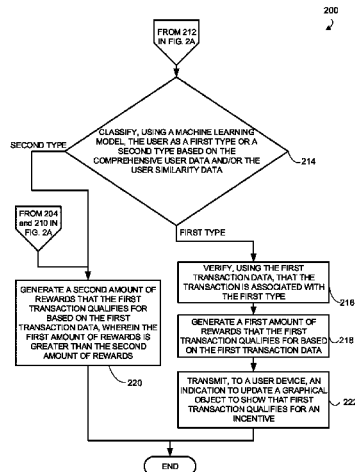 200
FROM 212
IN FIG. 2A
CLASSIFY, USING A MACHINE LEARNING
MODEL, THE USER AS A FIRST TYPE OR A
SECOND TYPE BASED ON THE
COMPREHENSIVE USER DATA AND/OR THE
USER SIMILARITY DATA
214
SECOND TYPE
FIRST TYPE
FROM 204
and 210 IN
FIG. 2A
GENERATE A SECOND AMOUNT OF
REWARDS THAT THE FIRST
TRANSACTION QUALIFIES FOR
BASED ON THE FIRST
TRANSACTION DATA, WHEREIN THE
FIRST AMOUNT OF REWARDS IS
GREATER THAN THE SECOND
AMOUNT OF REWARDS
220
VERIFY, USING THE FIRST
TRANSACTION DATA, THAT THE
TRANSACTION IS ASSOCIATED WITH
THE FIRST TYPE
216
GENERATE A FIRST AMOUNT OF
REWARDS THAT THE FIRST
TRANSACTION QUALIFIES FOR BASED
ON THE FIRST TRANSACTION DATA
218
TRANSMIT, TO A USER DEVICE, AN
INDICATION TO UPDATE A GRAPHICAL
OBJECT TO SHOW THAT FIRST
TRANSACTION QUALIFIES FOR AN
INCENTIVE
222
END